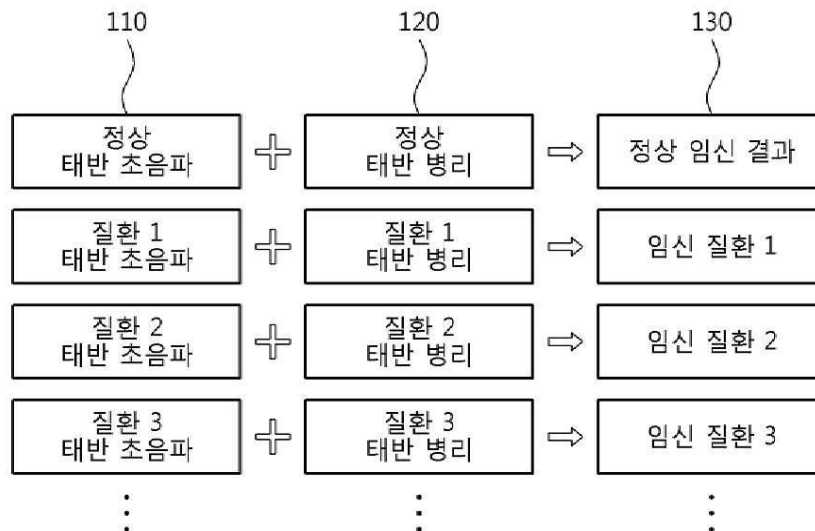 110
120
130
정상
태반 초음파
정상
태반 병리
정상 임신 결과
질환 1
태반 초음파
질환 1
태반 병리
임신 질환 1
질환 2
태반 초음파
질환 2
태반 병리
임신 질환 2
질환 3
태반 초음파
질환 3
태반 병리
임신 질환 3